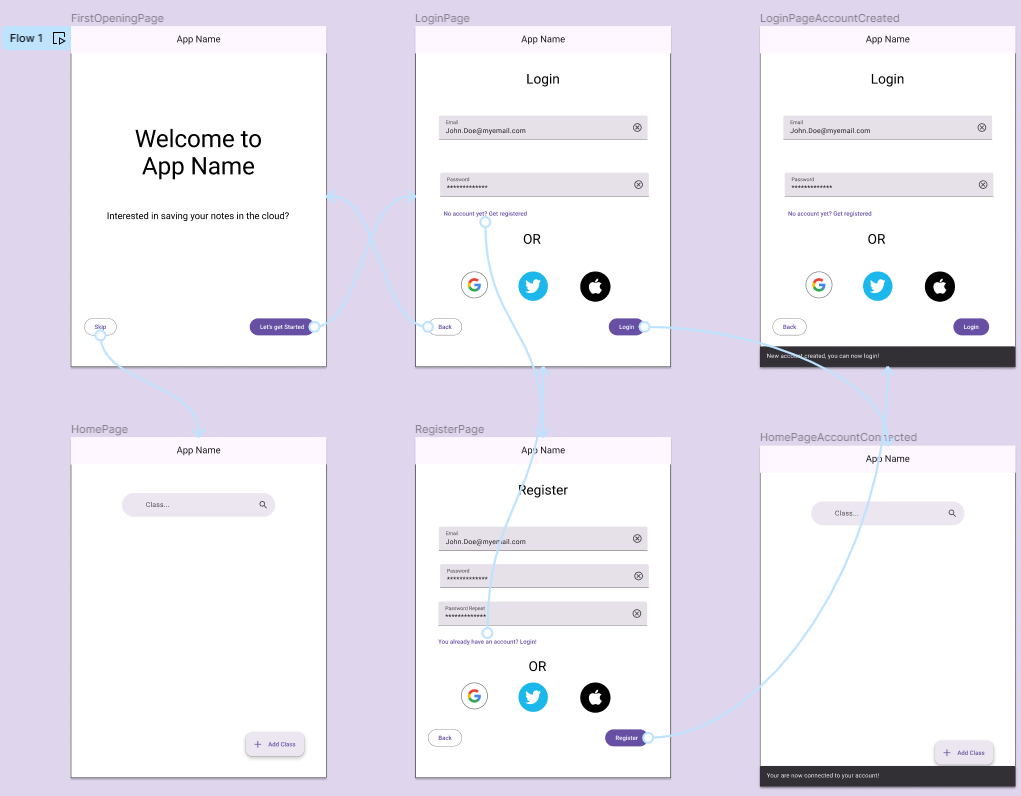 FirstOpeningPage
Flow 1
App Name
Welcome to
App Name
Interested in saving your notes in the cloud?
Skip
Let's get Started
LoginPage
App Name
Login
Email
John.Doe@myemail.com
Password
*************
No account yet? Get registered
OR
Back
Login
LoginPageAccountCreated
App Name
Login
Email
John.Doe@myemail.com
Password
*************
No account yet? Get registered
OR
Back
Login
New account created, you can now login!
HomePage
App Name
Class...
+ Add Class
RegisterPage
App Name
Register
Email
John.Doe@myemail.com
Password
*************
Password Repeat
*************
You already have an account? Login!
OR
Back
Register
HomePageAccountConnected
App Name
Class...
+ Add Class
Your are now connected to your account!